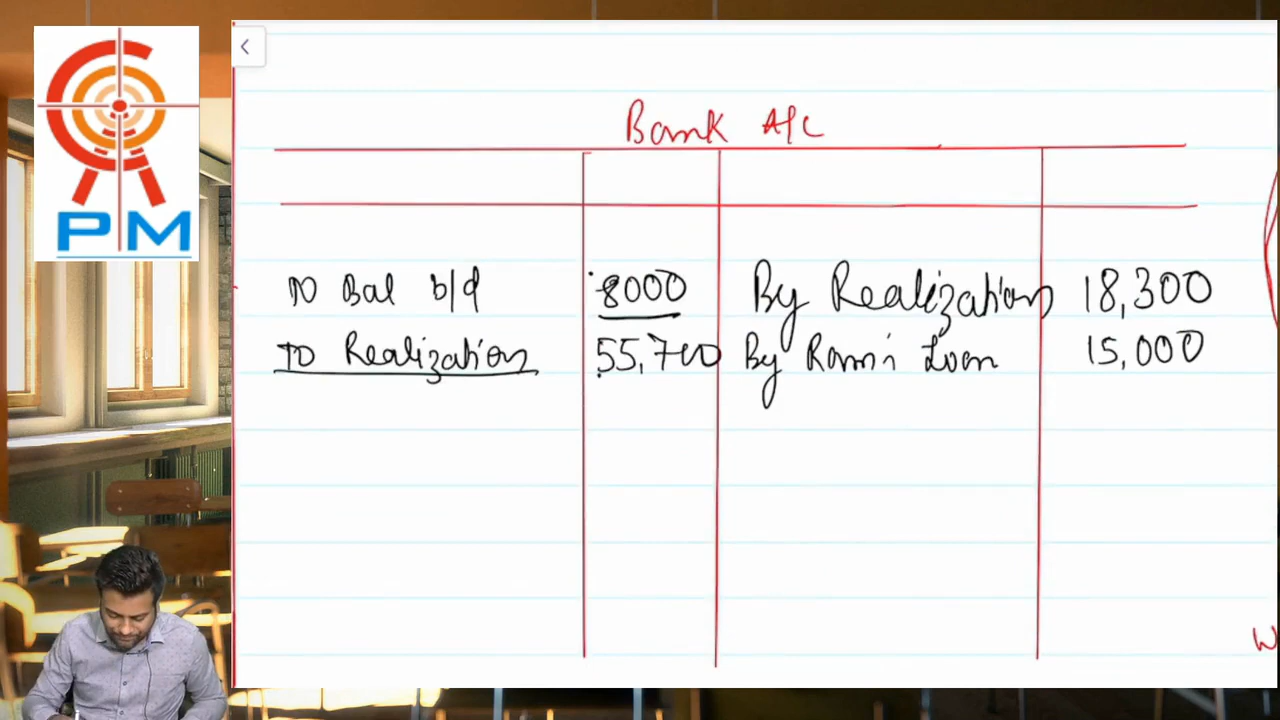 PM
Bank A/C
To Bal b/d 8000 By Realization 18,300
To Realization 55,700 By Ram's Loan 15,000
W